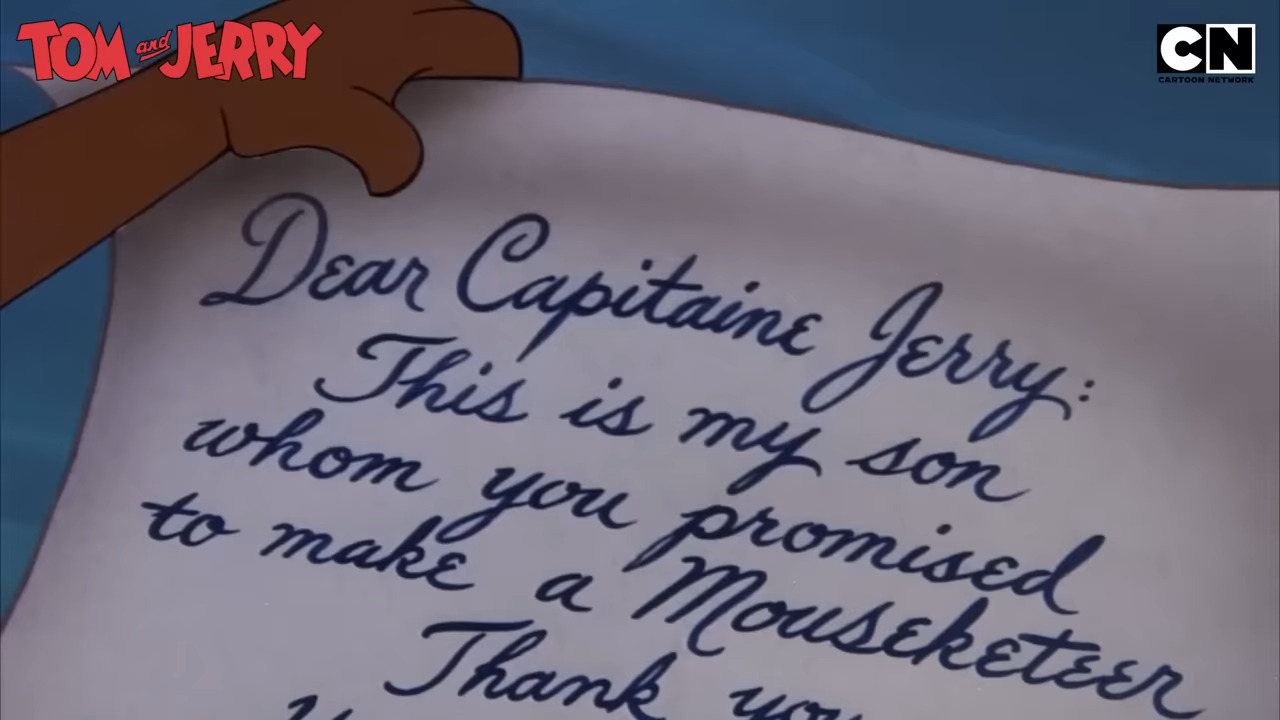 TOM and JERRY
CN
CARTOON NETWORK
Dear Capitaine Jerry:
This is my son
whom you promised
to make a Mouseketeer
Thank you